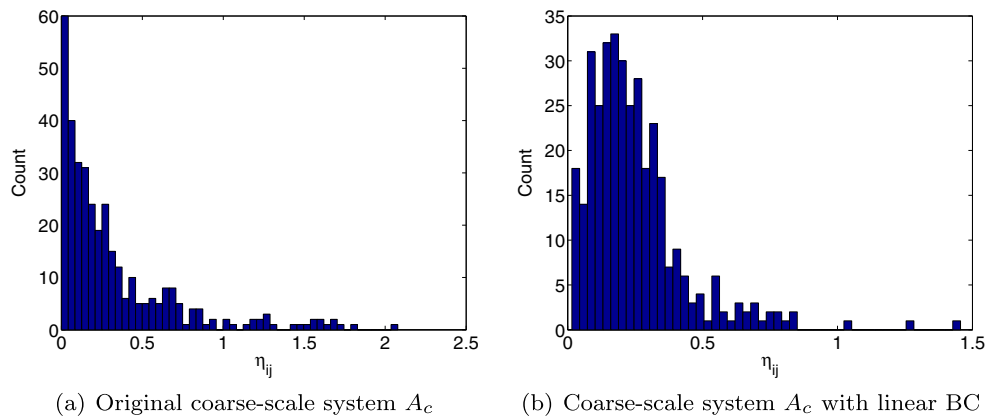 60
50
40
30
20
10
0
Count
0 0.5 1 1.5 2 2.5
ηij
(a) Original coarse-scale system Ac
35
30
25
20
15
10
5
0
Count
0 0.5 1 1.5
ηij
(b) Coarse-scale system Ac with linear BC